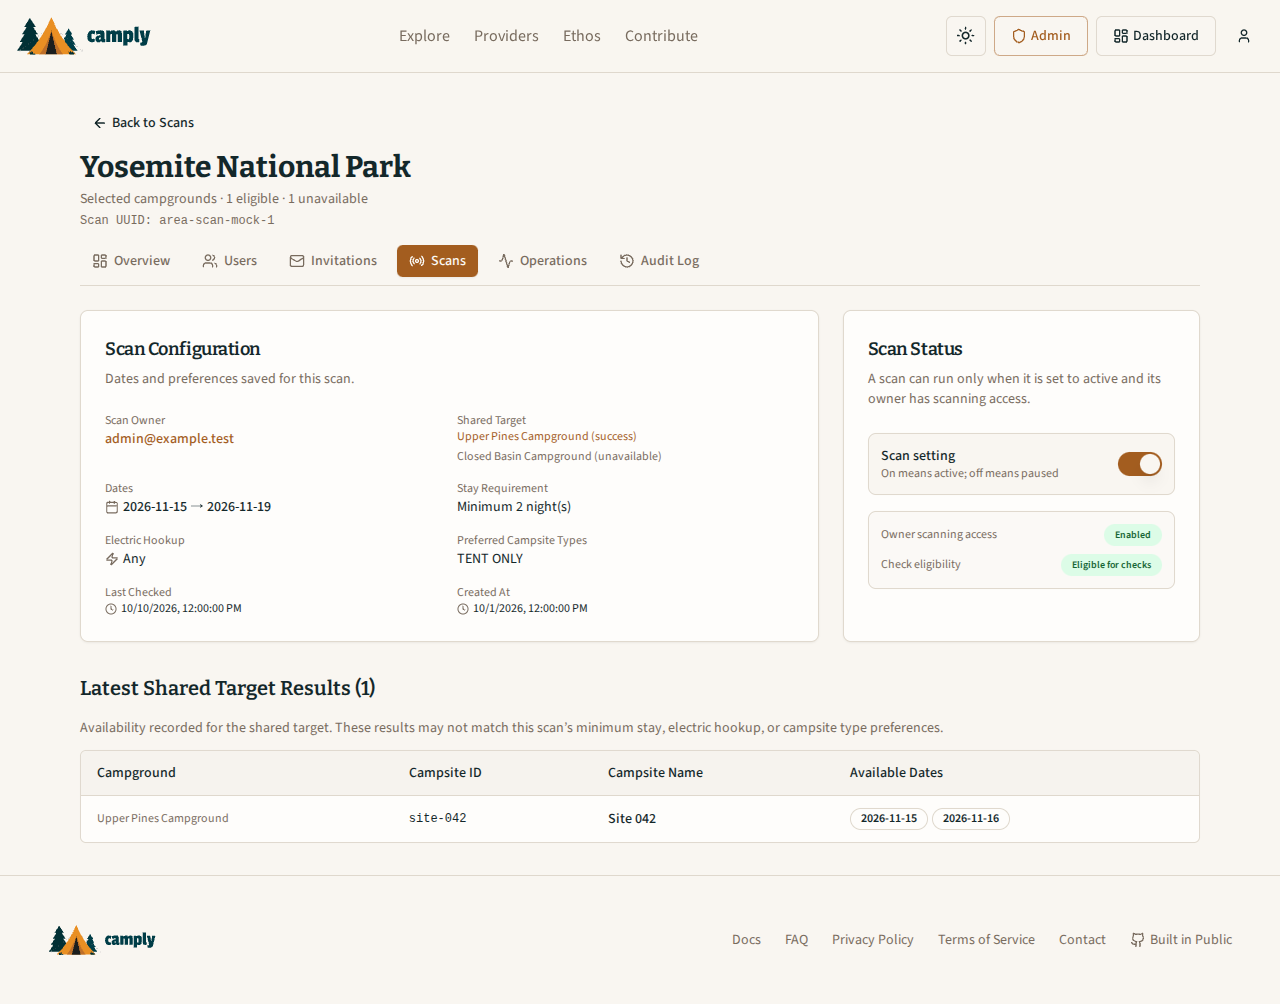 camply
Explore Providers Ethos Contribute
Admin Dashboard
Back to Scans
Yosemite National Park
Selected campgrounds · 1 eligible · 1 unavailable
Scan UUID: area-scan-mock-1
Overview Users Invitations Scans Operations Audit Log
Scan Configuration
Dates and preferences saved for this scan.
Scan Owner
admin@example.test
Shared Target
Upper Pines Campground (success)
Closed Basin Campground (unavailable)
Dates
2026-11-15 → 2026-11-19
Stay Requirement
Minimum 2 night(s)
Electric Hookup
Any
Preferred Campsite Types
TENT ONLY
Last Checked
10/10/2026, 12:00:00 PM
Created At
10/1/2026, 12:00:00 PM
Scan Status
A scan can run only when it is set to active and its
owner has scanning access.
Scan setting
On means active; off means paused
Owner scanning access Enabled
Check eligibility Eligible for checks
Latest Shared Target Results (1)
Availability recorded for the shared target. These results may not match this scan's minimum stay, electric hookup, or campsite type preferences.
Campground Campsite ID Campsite Name Available Dates
Upper Pines Campground site-042 Site 042 2026-11-15 2026-11-16
camply
Docs FAQ Privacy Policy Terms of Service Contact Built in Public